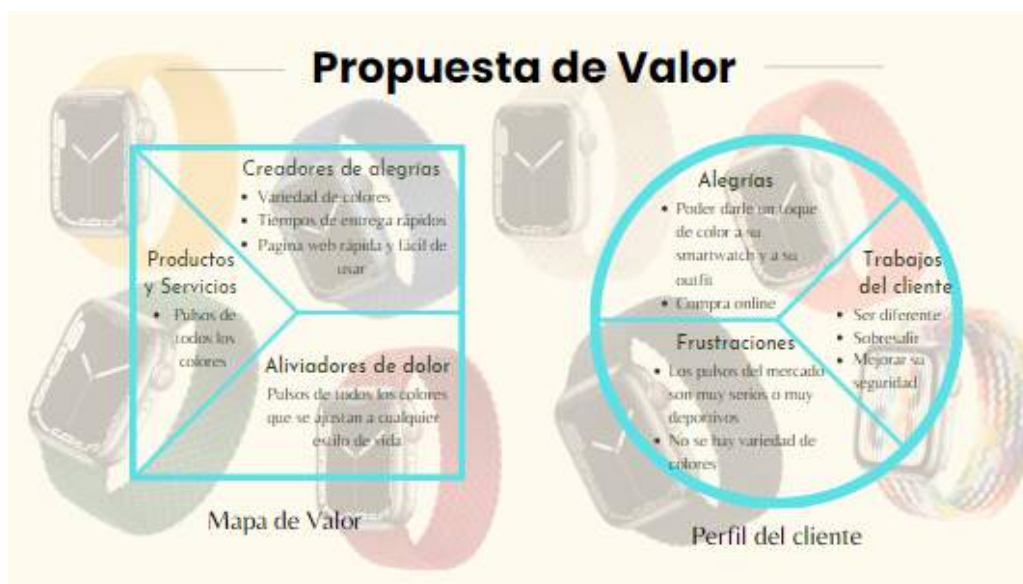 Propuesta de Valor
Creadores de alegrías
• Variedad de colores
• Tiempos de entrega rápidos
• Pagina web rápida y fácil de
usar
Productos
y Servicios
• Pulsos de
todos los
colores
Aliviadores de dolor
Pulsos de todos los colores
que se ajustan a cualquier
estilo de vida
Mapa de Valor
Alegrías
• Poder darle un toque
de color a su
smartwatch y a su
outfit
• Compra online
Trabajos
del cliente
• Ser diferente
• Sobresalir
• Mejorar su
seguridad
Frustraciones
• Los pulsos del mercado
son muy serios o muy
deportivos
• No se hay variedad de
colores
Perfil del cliente